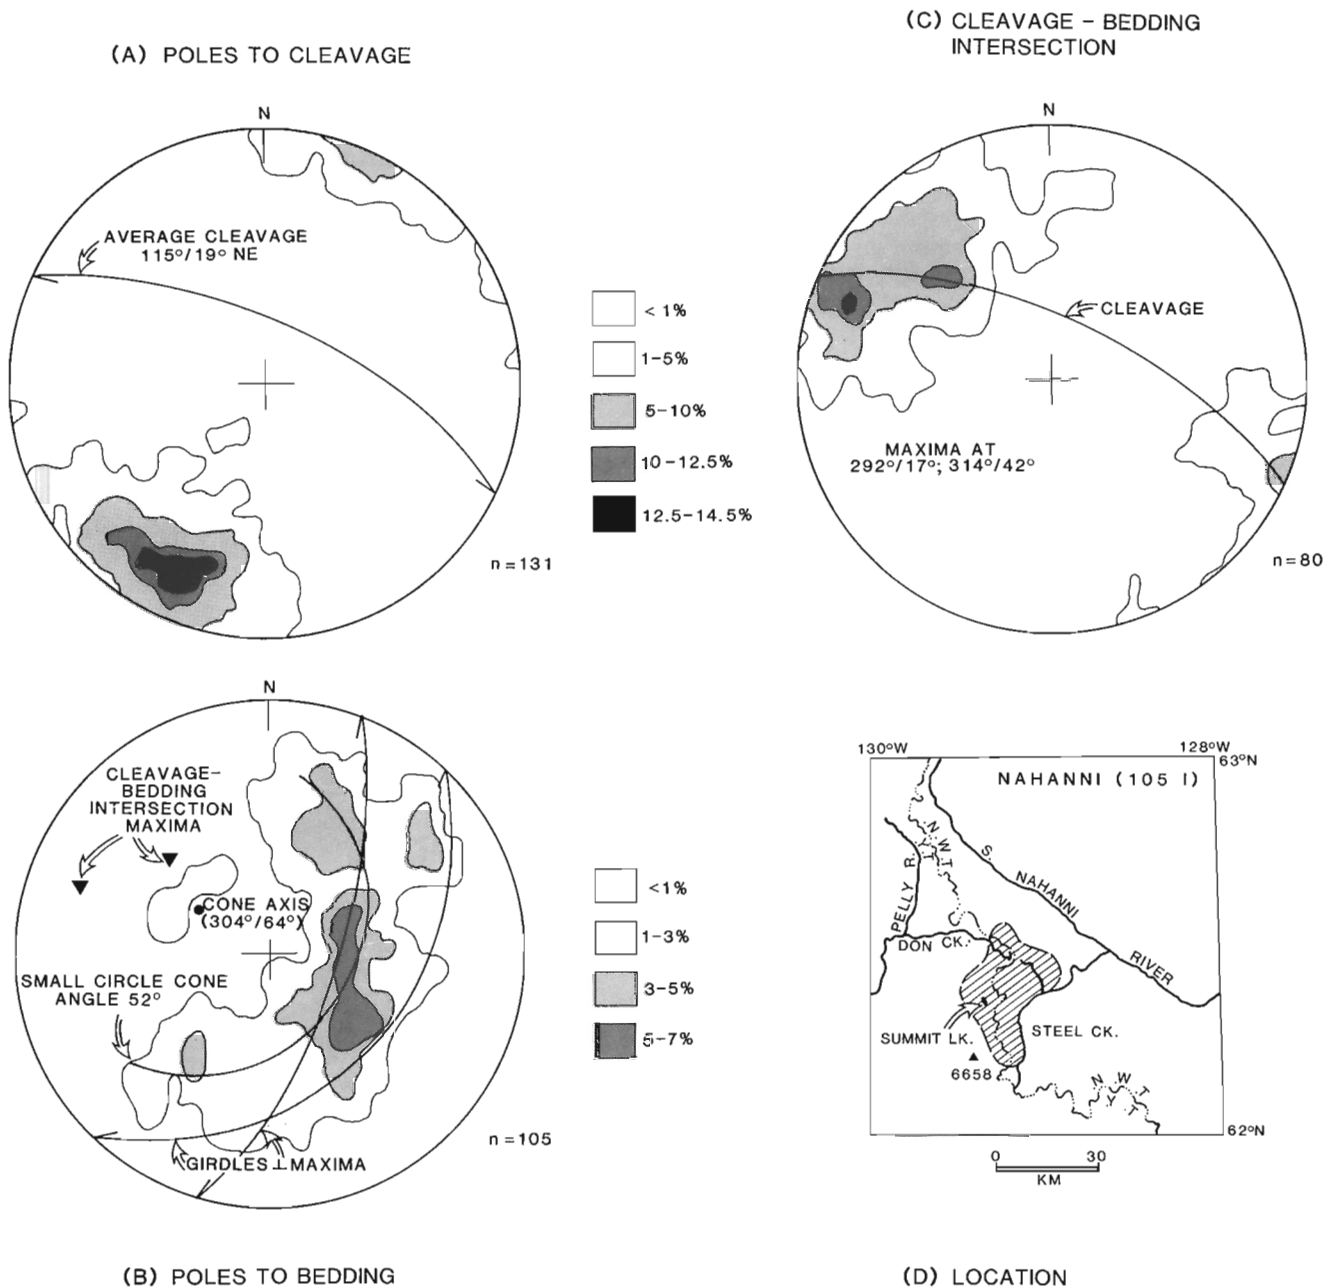 (A) POLES TO CLEAVAGE
N
AVERAGE CLEAVAGE
115°/19° NE
n=131
(C) CLEAVAGE - BEDDING
INTERSECTION
N
CLEAVAGE
MAXIMA AT
292°/17°; 314°/42°
n=80
< 1%
1-5%
5-10%
10-12.5%
12.5-14.5%
N
CLEAVAGE-
BEDDING
INTERSECTION
MAXIMA
CONE AXIS
(304°/64°)
SMALL CIRCLE CONE
ANGLE 52°
GIRDLES ⊥ MAXIMA
n=105
(B) POLES TO BEDDING
<1%
1-3%
3-5%
5-7%
130°W
128°W
63°N
NAHANNI (105 I)
N.W.T.
Y.T.
S. NAHANNI RIVER
PELLY R.
DON CK.
SUMMIT LK.
STEEL CK.
6658
N.W.T.
Y.T.
62°N
0 30
KM
(D) LOCATION